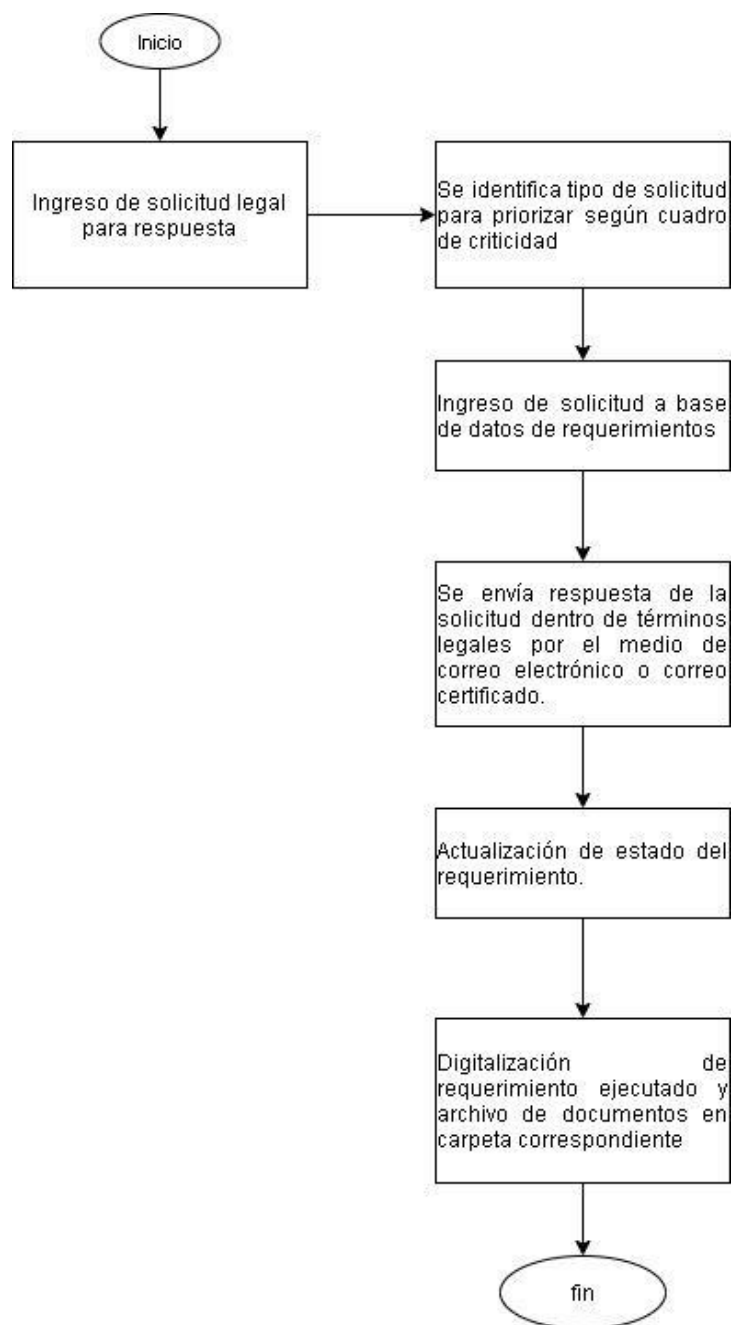 Inicio
Ingreso de solicitud legal
para respuesta
Se identifica tipo de solicitud
para priorizar según cuadro
de criticidad
Ingreso de solicitud a base
de datos de requerimientos
Se envía respuesta de la
solicitud dentro de términos
legales por el medio de
correo electrónico o correo
certificado.
Actualización de estado del
requerimiento.
Digitalización de
requerimiento ejecutado y
archivo de documentos en
carpeta correspondiente
fin